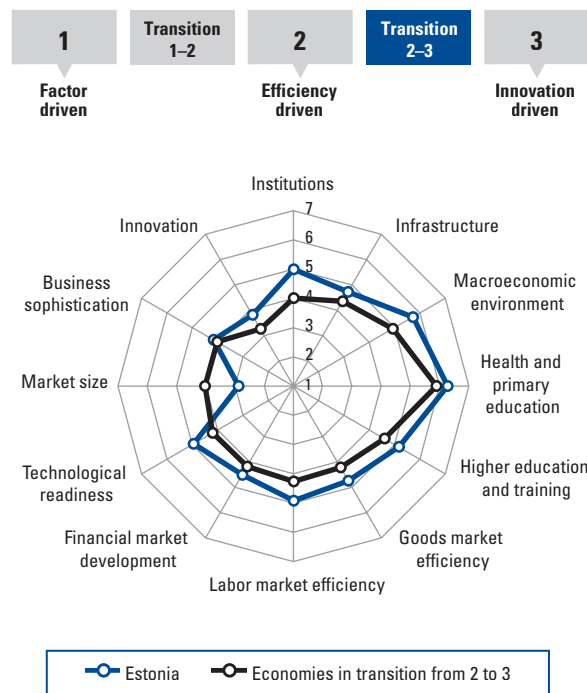 1
Transition
1–2
2
Transition
2–3
3
Factor
driven
Efficiency
driven
Innovation
driven
Institutions
7
Innovation
Infrastructure
6
5
Business
sophistication
Macroeconomic
environment
4
3
2
Market size
1
Health and
primary
education
Technological
readiness
Higher education
and training
Financial market
development
Goods market
efficiency
Labor market efficiency
Estonia
Economies in transition from 2 to 3